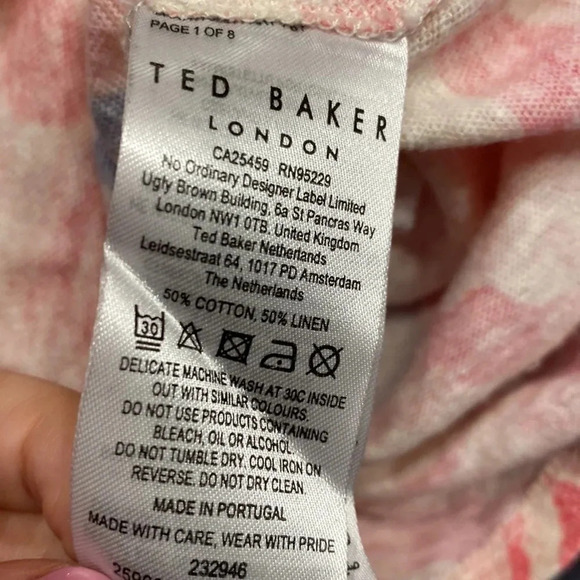 PAGE 1 OF 8
TED BAKER
LONDON
CA25459 RN95229
No Ordinary Designer Label Limited
Ugly Brown Building, 6a St Pancras Way
London NW1 0TB, United Kingdom
Ted Baker Netherlands
Leidsestraat 64, 1017 PD Amsterdam
The Netherlands
50% COTTON, 50% LINEN
30
DELICATE MACHINE WASH AT 30C INSIDE
OUT WITH SIMILAR COLOURS.
DO NOT USE PRODUCTS CONTAINING
BLEACH, OIL OR ALCOHOL.
DO NOT TUMBLE DRY. COOL IRON ON
REVERSE. DO NOT DRY CLEAN.
MADE IN PORTUGAL
MADE WITH CARE, WEAR WITH PRIDE
232946